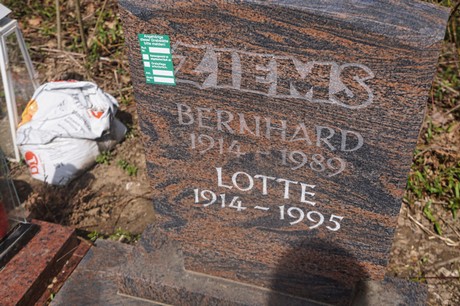 ZIEMS
BERNHARD
1914 - 1989
LOTTE
1914 - 1995